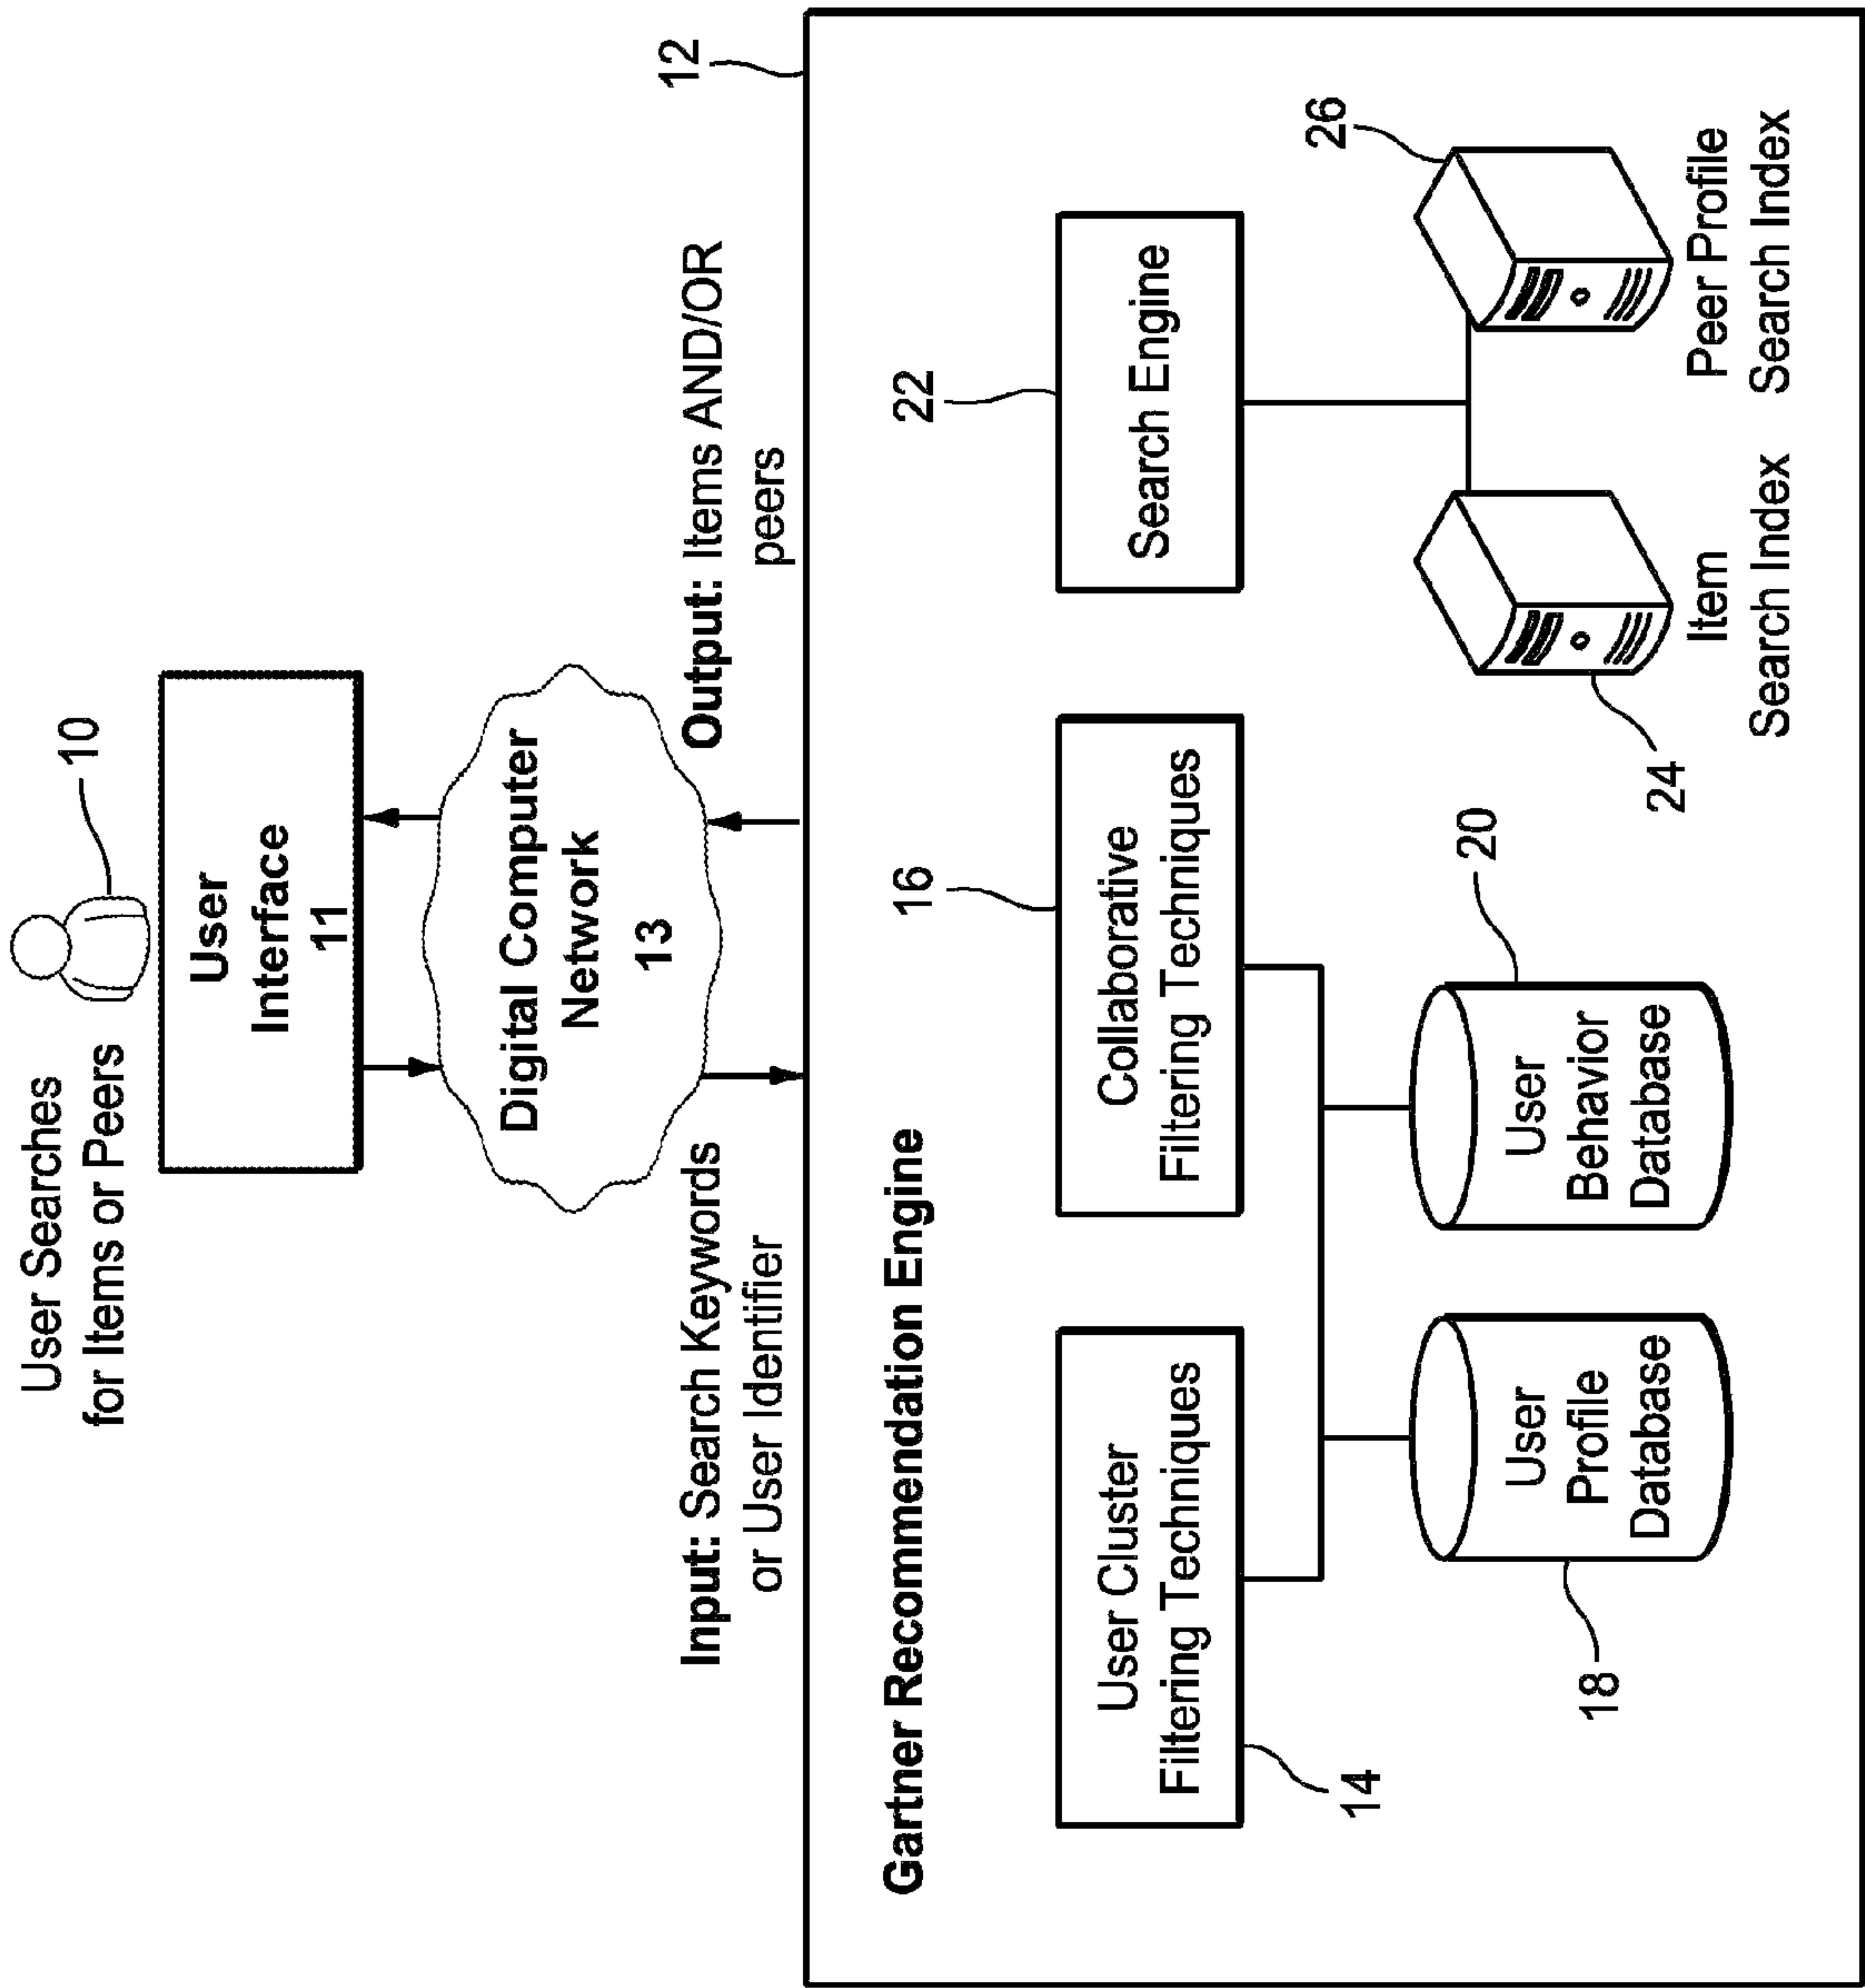 User Searches
for Items or Peers
10
User
Interface
11
Digital Computer
Network
13
Input: Search Keywords
or User Identifier
Output: Items AND/OR
peers
12
Gartner Recommendation Engine
16
22
User Cluster
Filtering Techniques
Collaborative
Filtering Techniques
Search Engine
14
18
20
24
26
User
Profile
Database
User
Behavior
Database
Item
Search Index
Peer Profile
Search Index